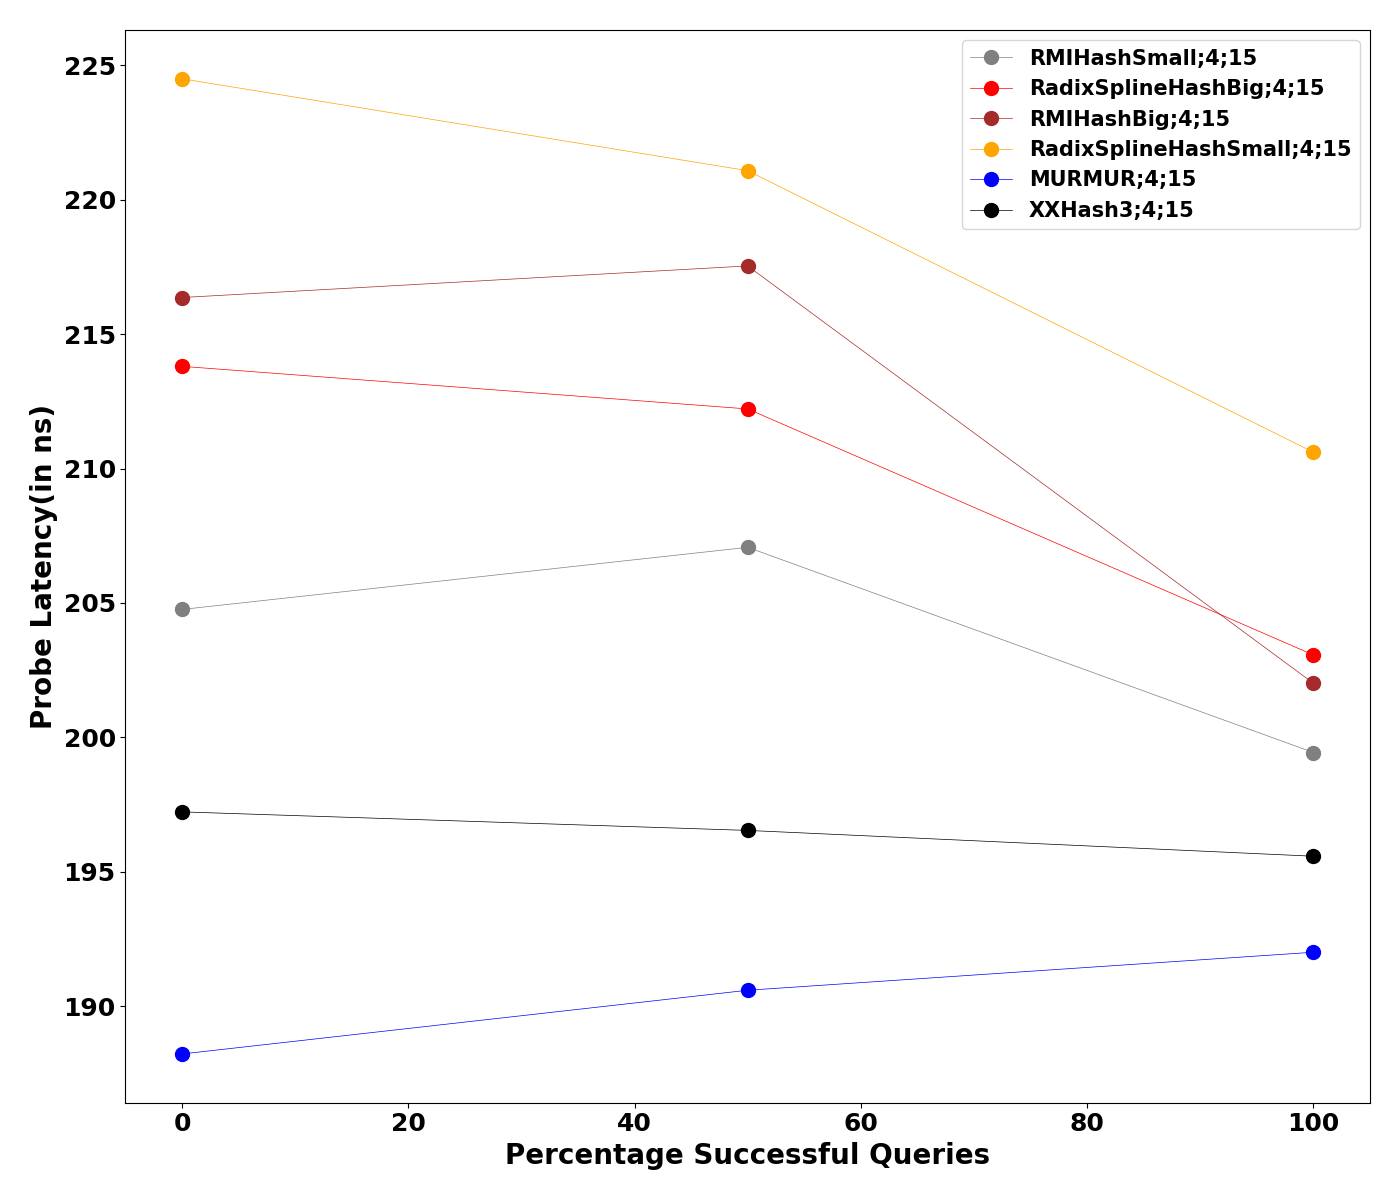 RMIHashSmall;4;15
RadixSplineHashBig;4;15
RMIHashBig;4;15
RadixSplineHashSmall;4;15
MURMUR;4;15
XXHash3;4;15
225
220
215
210
205
200
195
190
Probe Latency(in ns)
0 20 40 60 80 100
Percentage Successful Queries